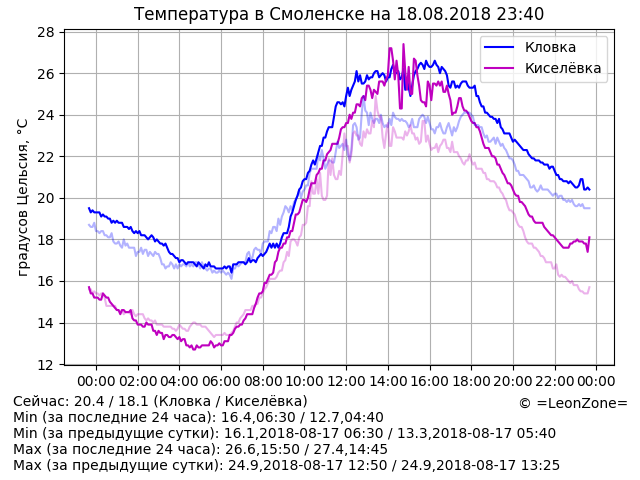 Температура в Смоленске на 18.08.2018 23:40
Кловка
Киселёвка
градусов Цельсия, °C
28
26
24
22
20
18
16
14
12
00:00 02:00 04:00 06:00 08:00 10:00 12:00 14:00 16:00 18:00 20:00 22:00 00:00
Сейчас: 20.4 / 18.1 (Кловка / Киселёвка)
© =LeonZone=
Min (за последние 24 часа): 16.4,06:30 / 12.7,04:40
Min (за предыдущие сутки): 16.1,2018-08-17 06:30 / 13.3,2018-08-17 05:40
Max (за последние 24 часа): 26.6,15:50 / 27.4,14:45
Max (за предыдущие сутки): 24.9,2018-08-17 12:50 / 24.9,2018-08-17 13:25